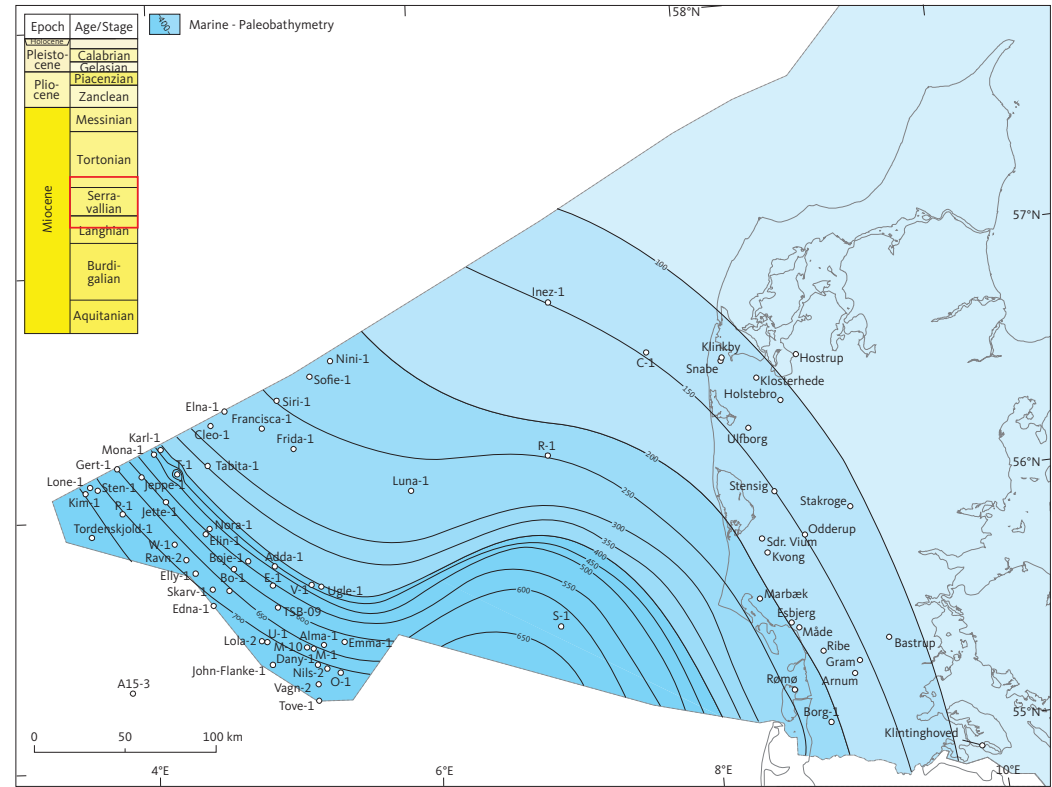 Epoch
Age/Stage
400
Marine - Paleobathymetry
58°N
Holocene
Pleisto-
cene
Calabrian
Gelasian
Plio-
cene
Piacenzian
Zanclean
Miocene
Messinian
Tortonian
Serra-
vallian
Langhian
Burdi-
galian
Aquitanian
57°N
100
Inez-1
Klinkby
Snabe
Hostrup
C-1
Nini-1
Sofie-1
Klosterhede
150
Holstebro
Siri-1
Elna-1
Francisca-1
Cleo-1
Ulfborg
Karl-1
Frida-1
Mona-1
R-1
200
56°N
Gert-1
T-1
Tabita-1
Lone-1
Sten-1
Jeppe-1
Luna-1
250
Stensig
Kim-1
P-1
Jette-1
Stakroge
Tordenskjold-1
Nora-1
300
Odderup
Elin-1
350
Sdr. Vium
W-1
400
Kvong
Ravn-2
Boje-1
Adda-1
450
500
Elly-1
Bo-1
E-1
550
Skarv-1
V-1
Ugle-1
600
Marbæk
Edna-1
TSB-09
S-1
Esbjerg
700
650
600
Måde
Lola-2
U-1
Alma-1
Emma-1
650
Bastrup
M-10
M-1
Ribe
Dany-1
Gram
John-Flanke-1
Nils-2
Arnum
A15-3
O-1
Rømø
Vagn-2
Tove-1
Borg-1
55°N
Klintinghoved
0
50
100 km
4°E
6°E
8°E
10°E